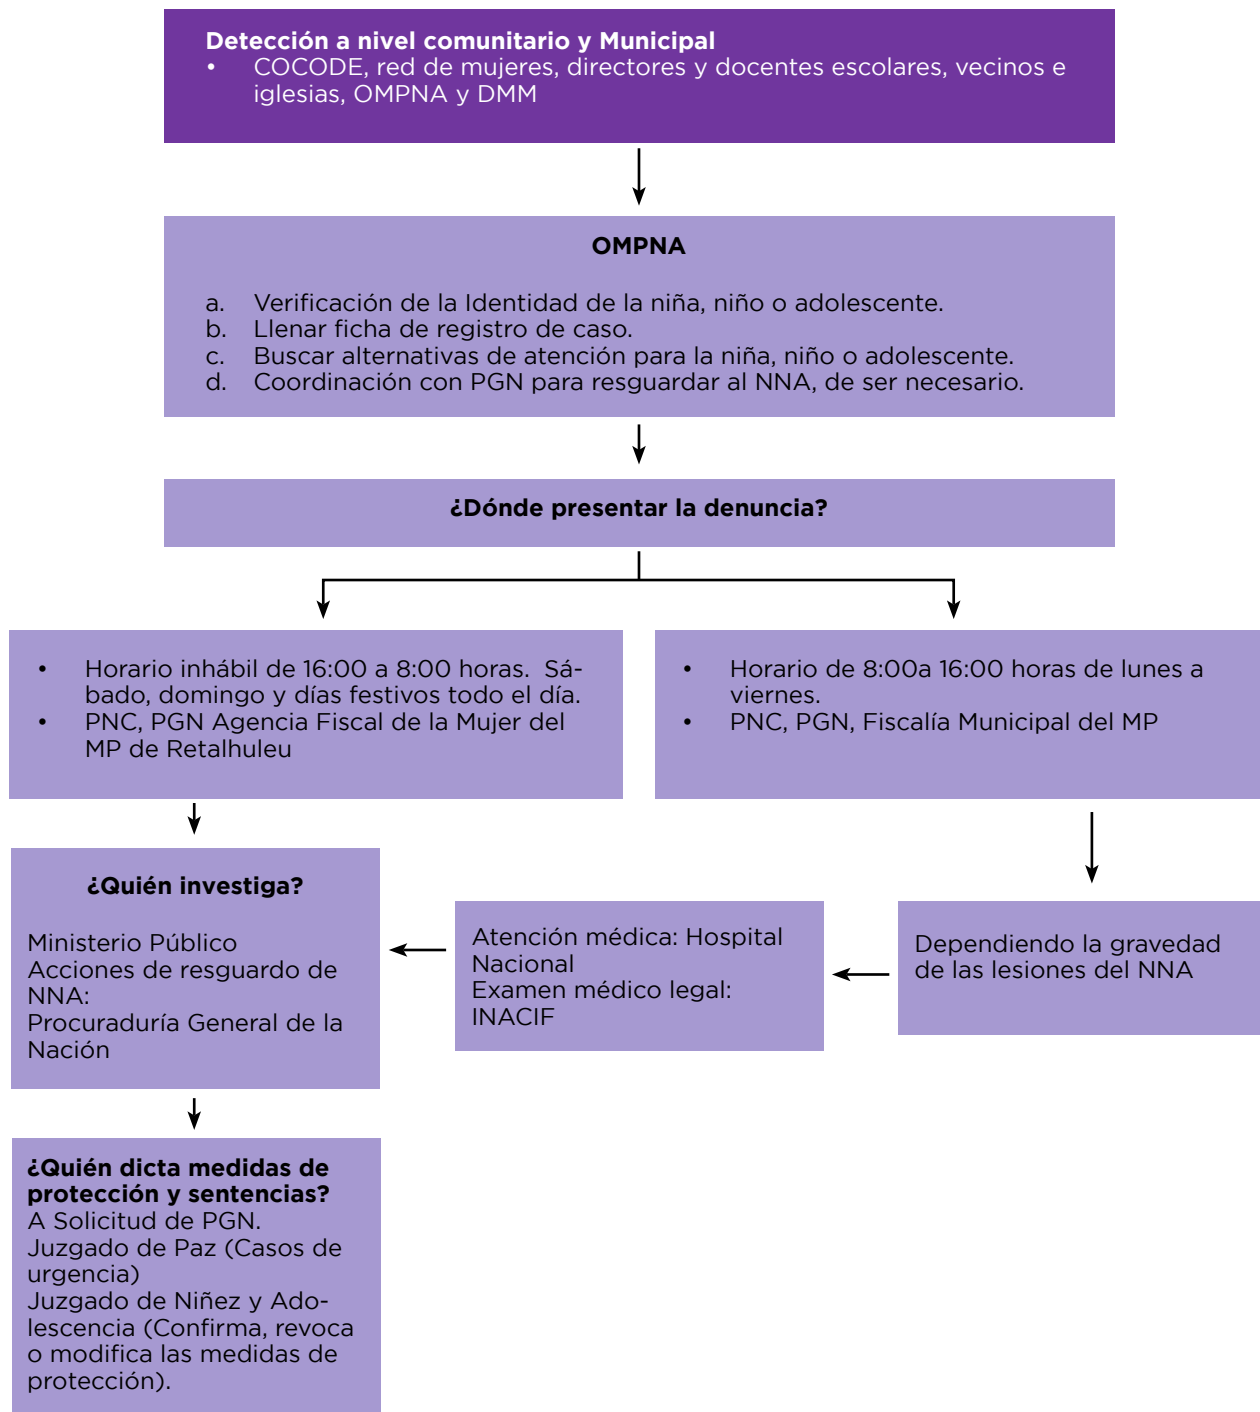 Detección a nivel comunitario y Municipal
• COCODE, red de mujeres, directores y docentes escolares, vecinos e
iglesias, OMPNA y DMM
OMPNA
a. Verificación de la Identidad de la niña, niño o adolescente.
b. Llenar ficha de registro de caso.
c. Buscar alternativas de atención para la niña, niño o adolescente.
d. Coordinación con PGN para resguardar al NNA, de ser necesario.
¿Dónde presentar la denuncia?
• Horario inhábil de 16:00 a 8:00 horas. Sá-
bado, domingo y días festivos todo el día.
• PNC, PGN Agencia Fiscal de la Mujer del
MP de Retalhuleu
• Horario de 8:00a 16:00 horas de lunes a
viernes.
• PNC, PGN, Fiscalía Municipal del MP
¿Quién investiga?
Ministerio Público
Acciones de resguardo de
NNA:
Procuraduría General de la
Nación
Atención médica: Hospital
Nacional
Examen médico legal:
INACIF
Dependiendo la gravedad
de las lesiones del NNA
¿Quién dicta medidas de
protección y sentencias?
A Solicitud de PGN.
Juzgado de Paz (Casos de
urgencia)
Juzgado de Niñez y Ado-
lescencia (Confirma, revoca
o modifica las medidas de
protección).